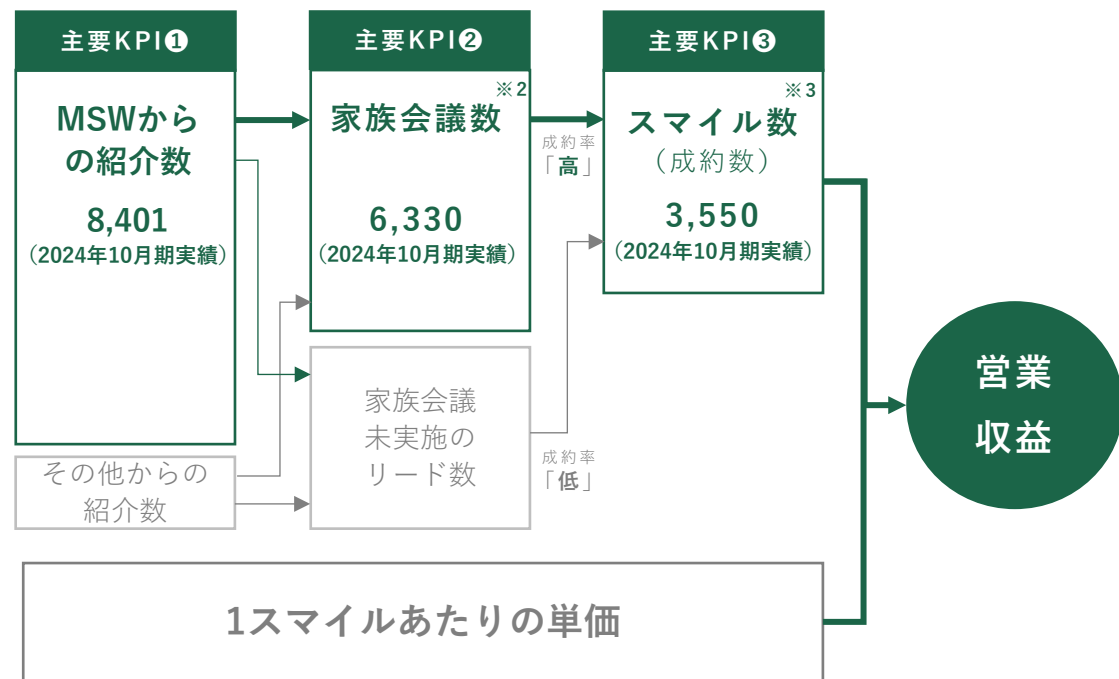 主要KPI❶
MSWから
の紹介数
8,401
（2024年10月期実績）
その他からの
紹介数
主要KPI❷
※2
家族会議数
6,330
（2024年10月期実績）
家族会議
未実施の
リード数
成約率
「高」
成約率
「低」
主要KPI❸
※3
スマイル数
（成約数）
3,550
（2024年10月期実績）
営業
収益
1スマイルあたりの単価